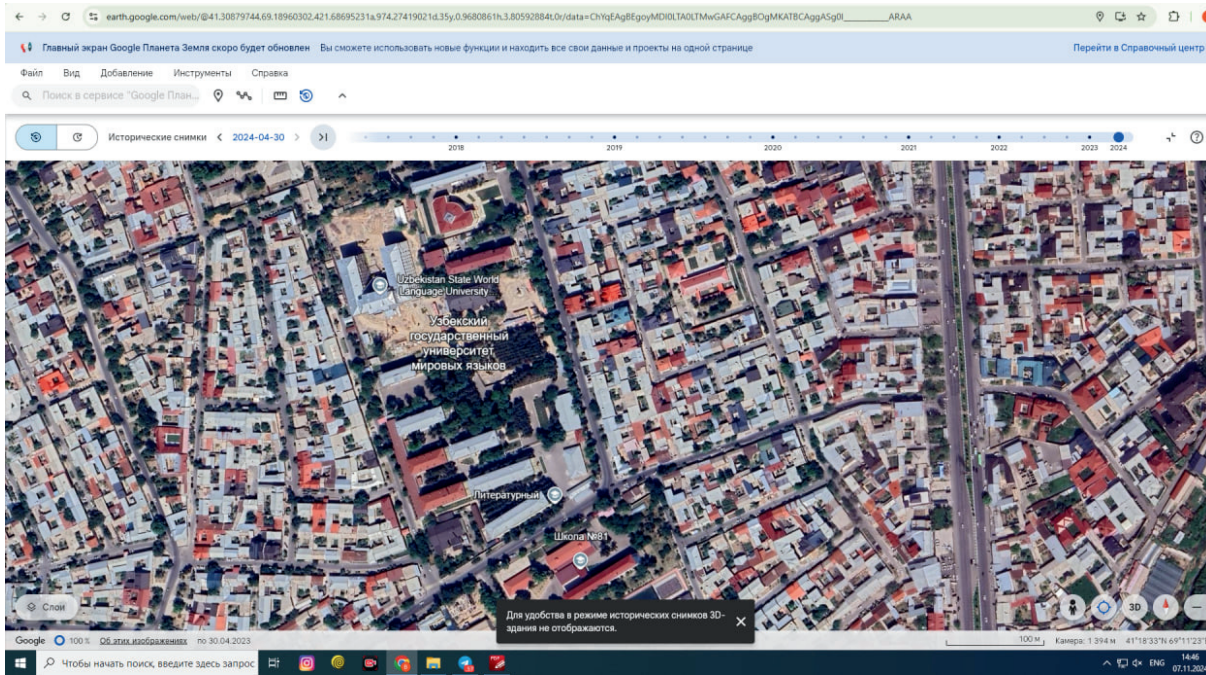 earth.google.com/web/@41.30879744,69.18960302,421.68695231a,974.27419021d,35y,0.9680861h,3.80592884t,0r/data=ChYqEAgBEgoyMDI0LTA0LTMwGAFCAggBOgMKATBCAggASg0I___________ARAA
Главный экран Google Планета Земля скоро будет обновлен Вы сможете использовать новые функции и находить все свои данные и проекты на одной странице Перейти в Справочный центр
Файл Вид Добавление Инструменты Справка
Поиск в сервисе "Google План...
Исторические снимки 2024-04-30
2018 2019 2020 2021 2022 2023 2024
Uzbekistan State World
Language University
Узбекский
государственный
университет
мировых языков
Литературный
Школа №81
Слои
3D
Для удобства в режиме исторических снимков 3D-
здания не отображаются.
Google 100 % Об этих изображениях по 30.04.2023 100 м Камера: 1 394 м 41°18'33"N 69°11'23"
Чтобы начать поиск, введите здесь запрос ENG 14:46
07.11.2024